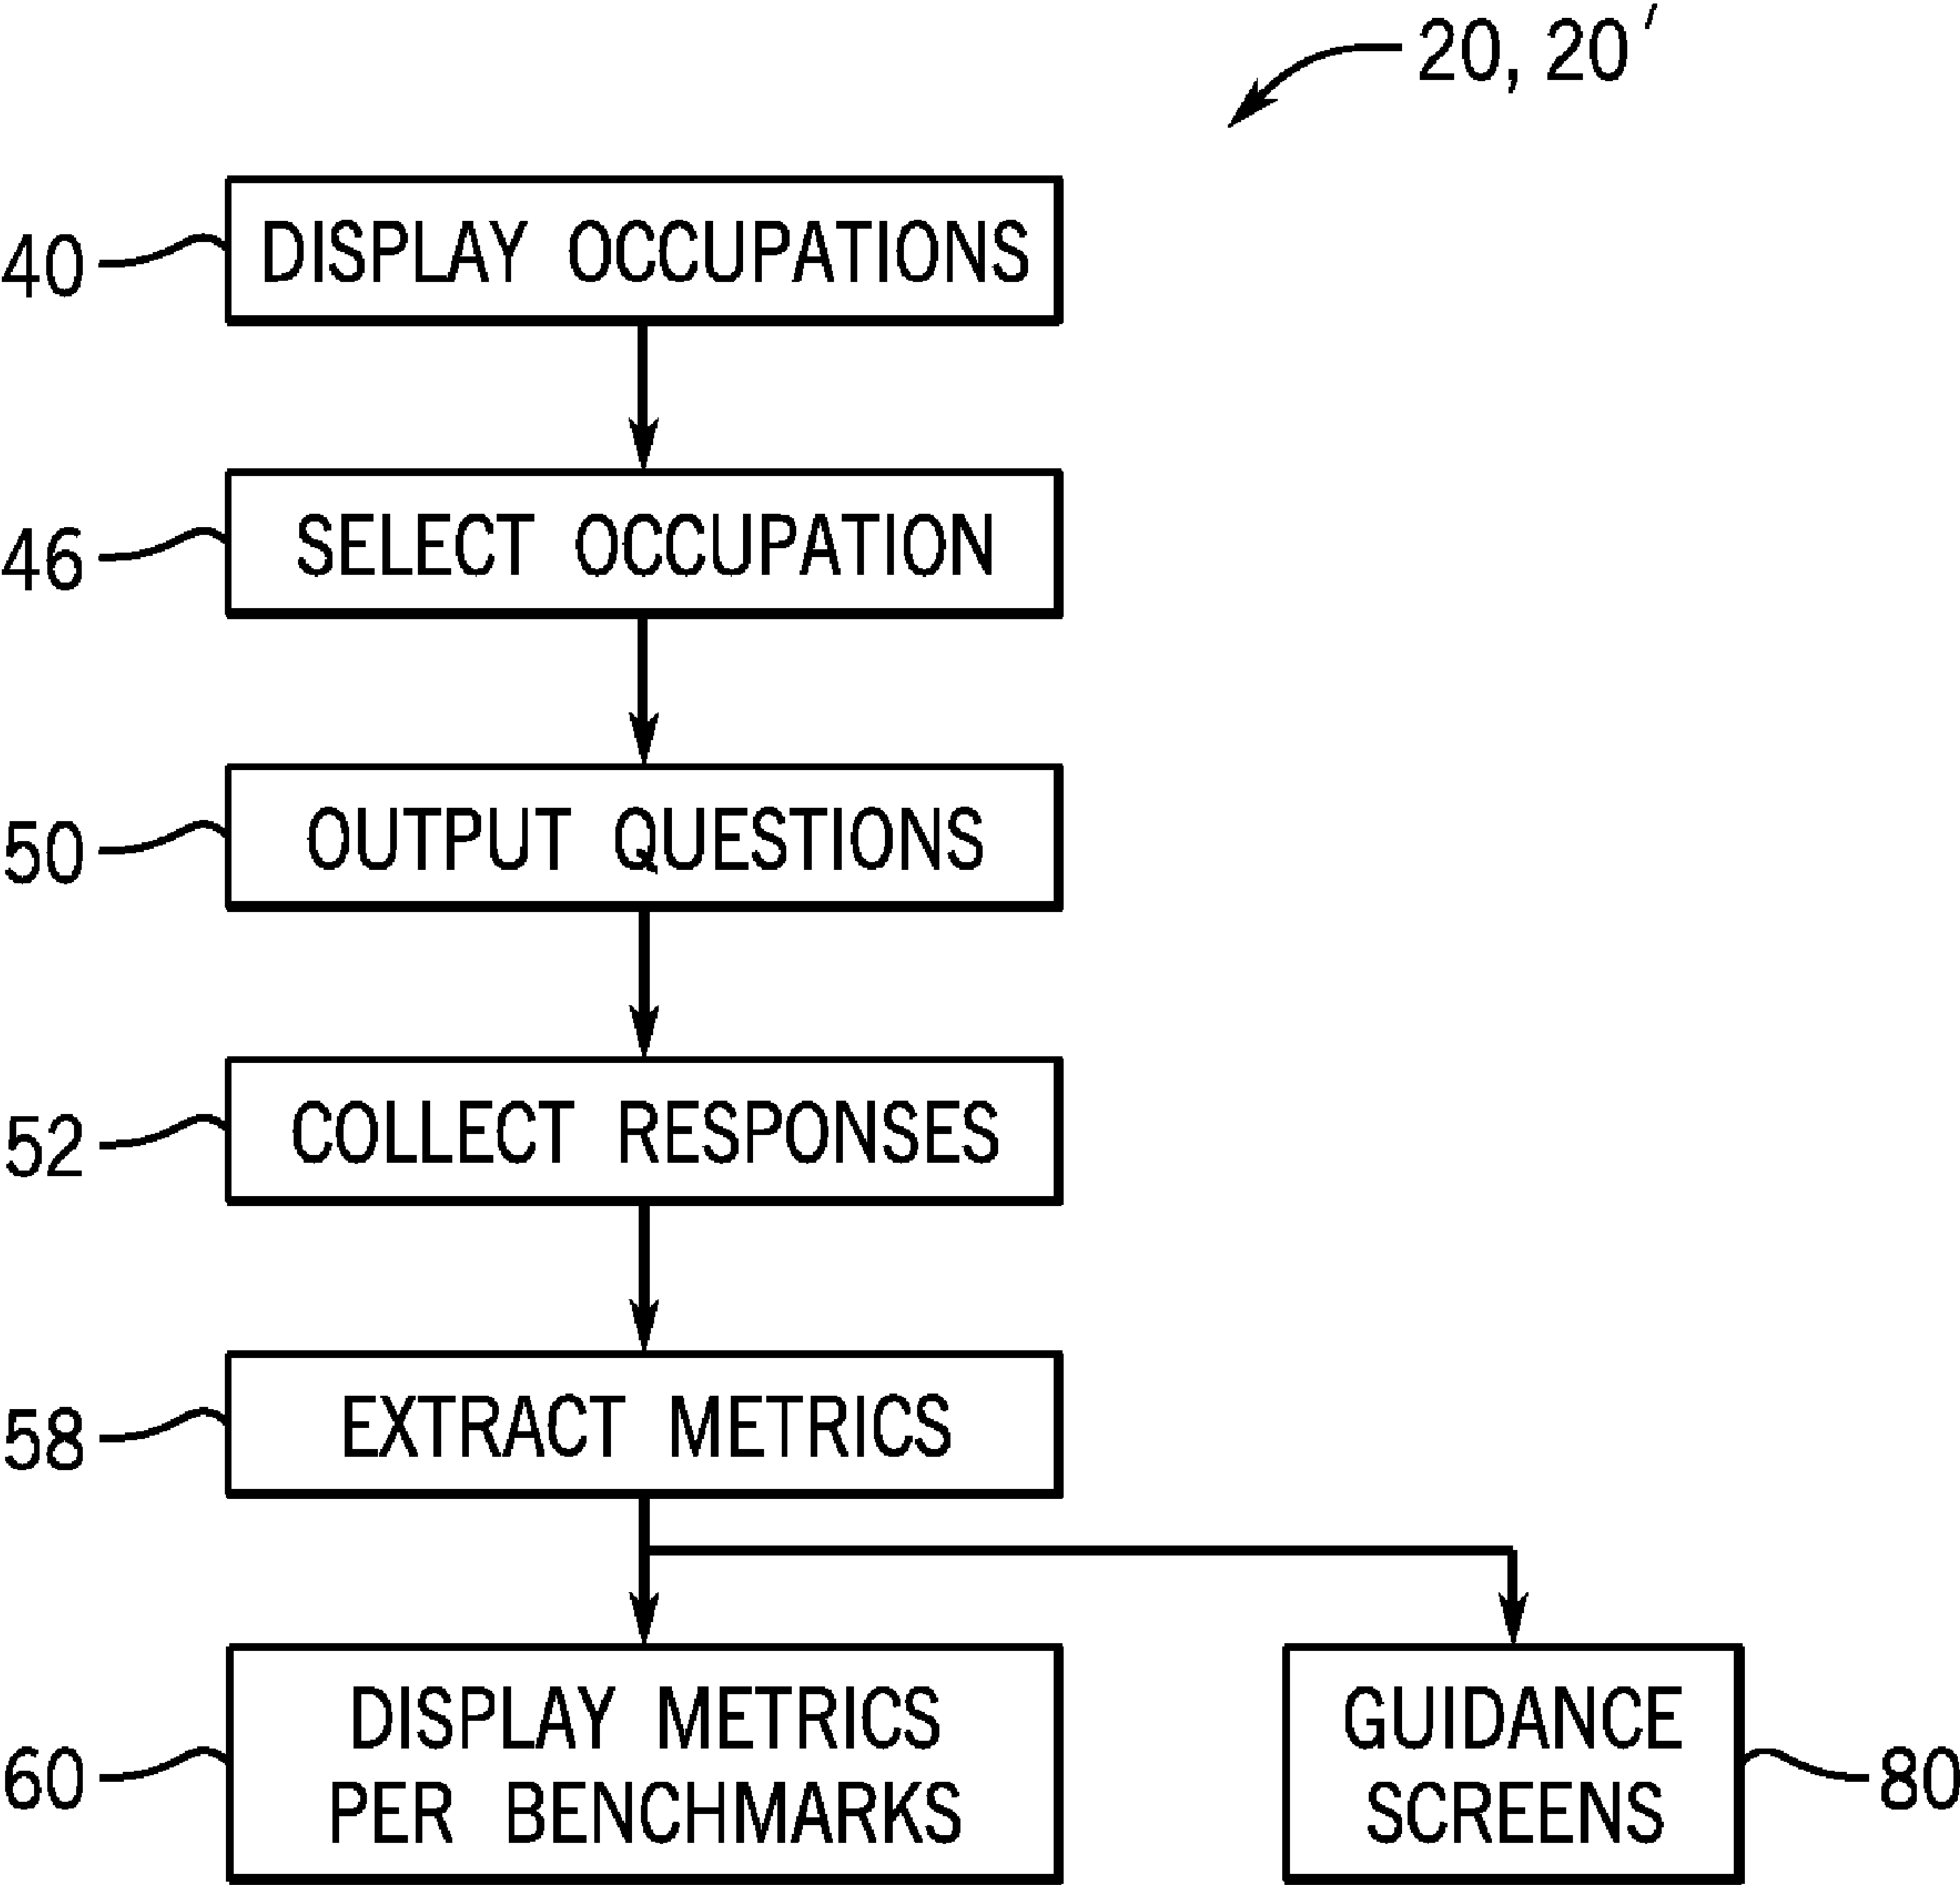 20, 20′
40
DISPLAY OCCUPATIONS
46
SELECT OCCUPATION
50
OUTPUT QUESTIONS
52
COLLECT RESPONSES
58
EXTRACT METRICS
60
DISPLAY METRICS
PER BENCHMARKS
GUIDANCE
SCREENS
80